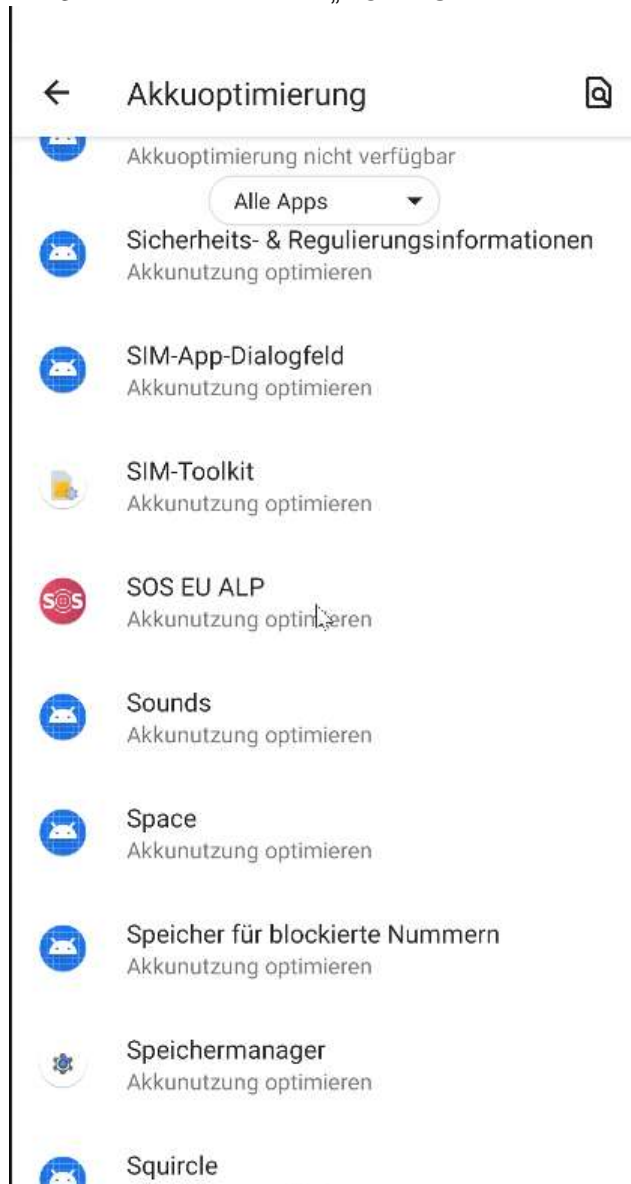 Akkuoptimierung
Akkuoptimierung nicht verfügbar
Alle Apps
Sicherheits- & Regulierungsinformationen
Akkunutzung optimieren
SIM-App-Dialogfeld
Akkunutzung optimieren
SIM-Toolkit
Akkunutzung optimieren
SOS
SOS EU ALP
Akkunutzung optimieren
Sounds
Akkunutzung optimieren
Space
Akkunutzung optimieren
Speicher für blockierte Nummern
Akkunutzung optimieren
Speichermanager
Akkunutzung optimieren
Squircle